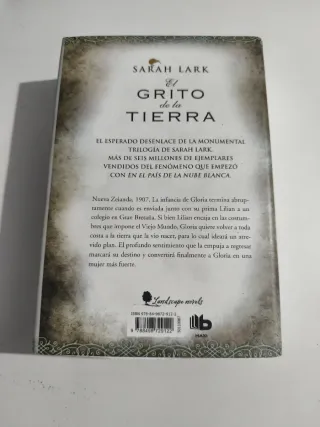 SARAH LARK
El
GRITO
de la
TIERRA
EL ESPERADO DESENLACE DE LA MONUMENTAL
TRILOGÍA DE SARAH LARK.
MÁS DE SEIS MILLONES DE EJEMPLARES
VENDIDOS DEL FENÓMENO QUE EMPEZÓ
CON EN EL PAÍS DE LA NUBE BLANCA.
Nueva Zelanda, 1907. La infancia de Gloria termina abrup-
tamente cuando es enviada junto con su prima Lilian a un
colegio en Gran Bretaña. Si bien Lilian encaja en las costum-
bres que impone el Viejo Mundo, Gloria quiere volver a toda
costa a la tierra que la vio nacer, para lo cual ideará un atre-
vido plan. El profundo sentimiento que la empuja a regresar
marcará su destino y convertirá finalmente a Gloria en una
mujer más fuerte.
Landscape novels
b